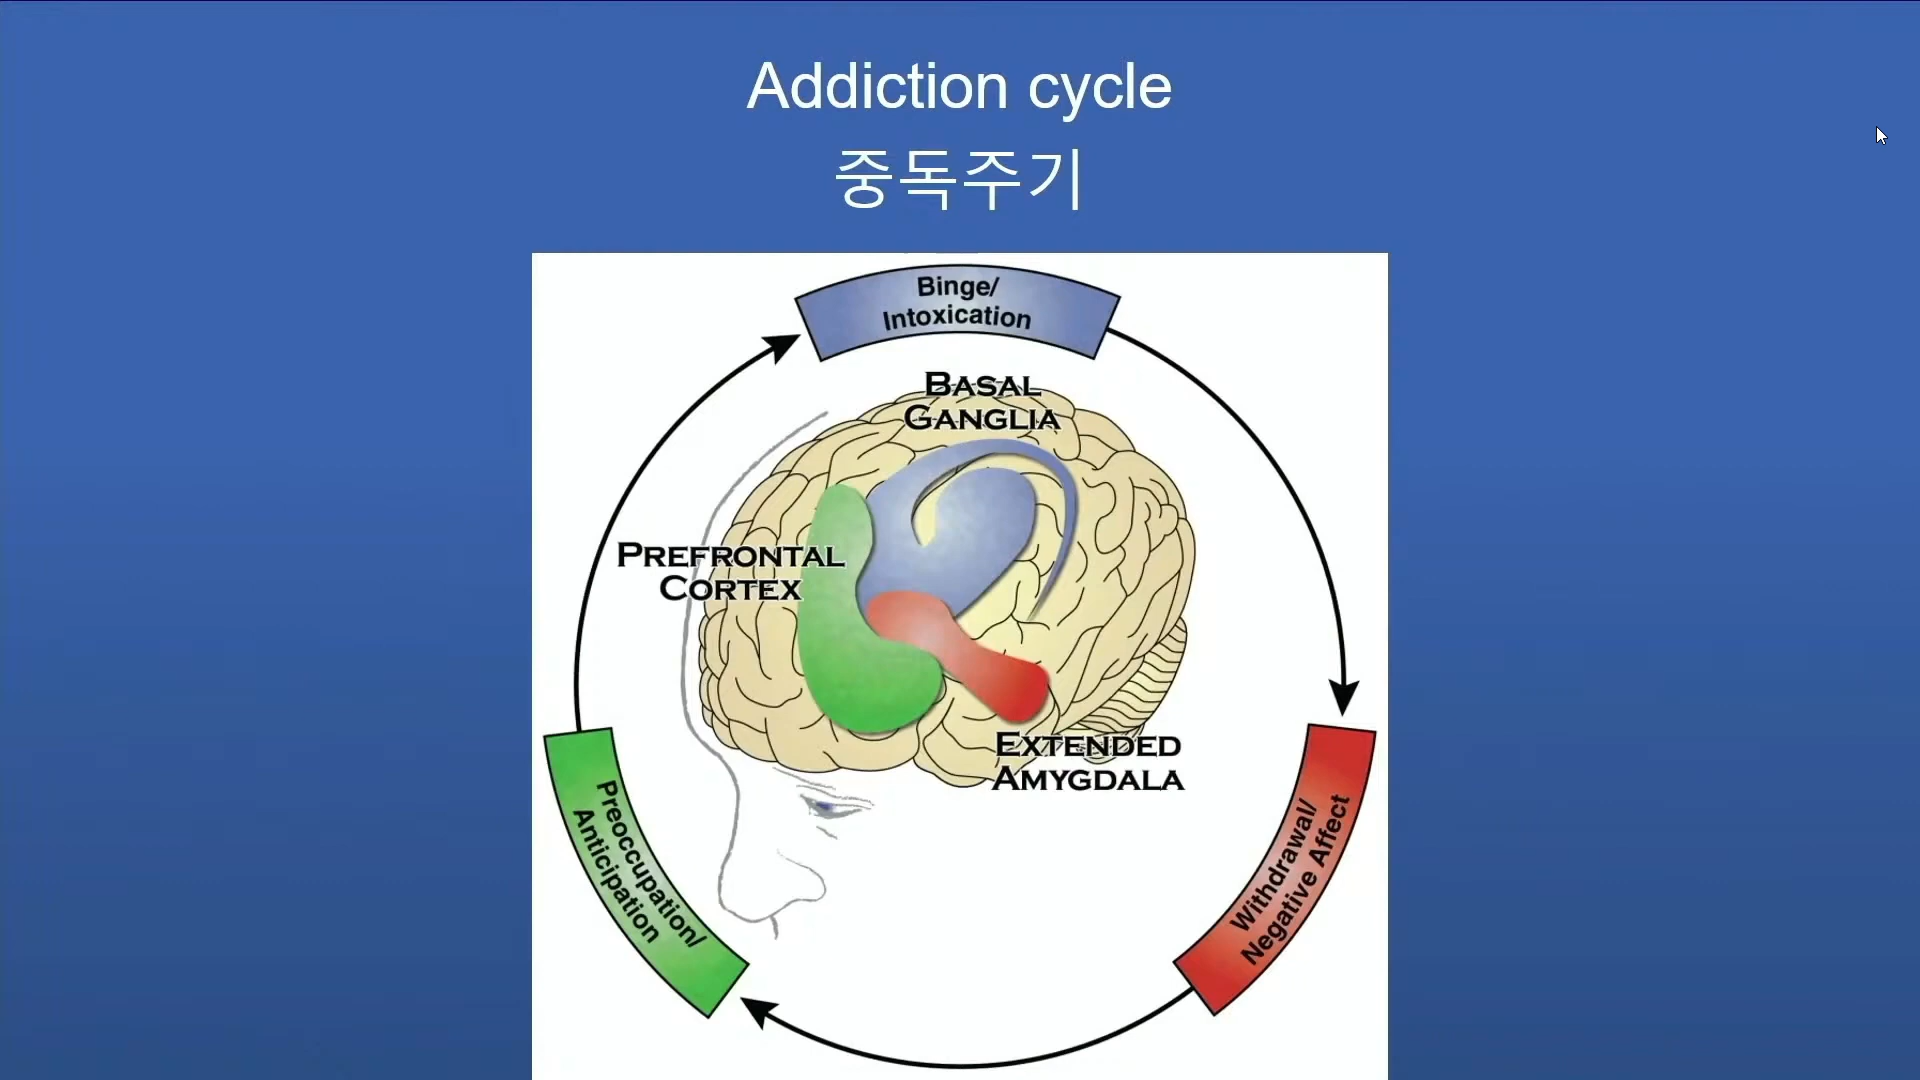 Addiction cycle
중독주기
Binge/
Intoxication
BASAL
GANGLIA
PREFRONTAL
CORTEX
EXTENDED
AMYGDALA
Preoccupation/
Anticipation
Withdrawal/
Negative Affect